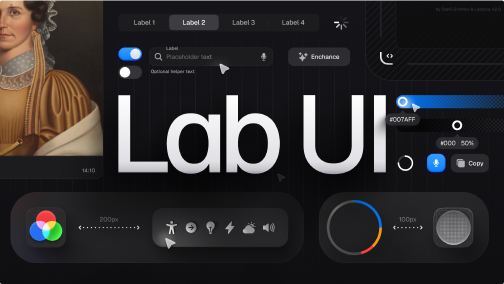 Label 1
Label 2
Label 3
Label 4
Label
Placeholder text
Enchance
Optional helper text
Lab UI
#007AFF
#000 50%
Copy
14:10
200px
100px